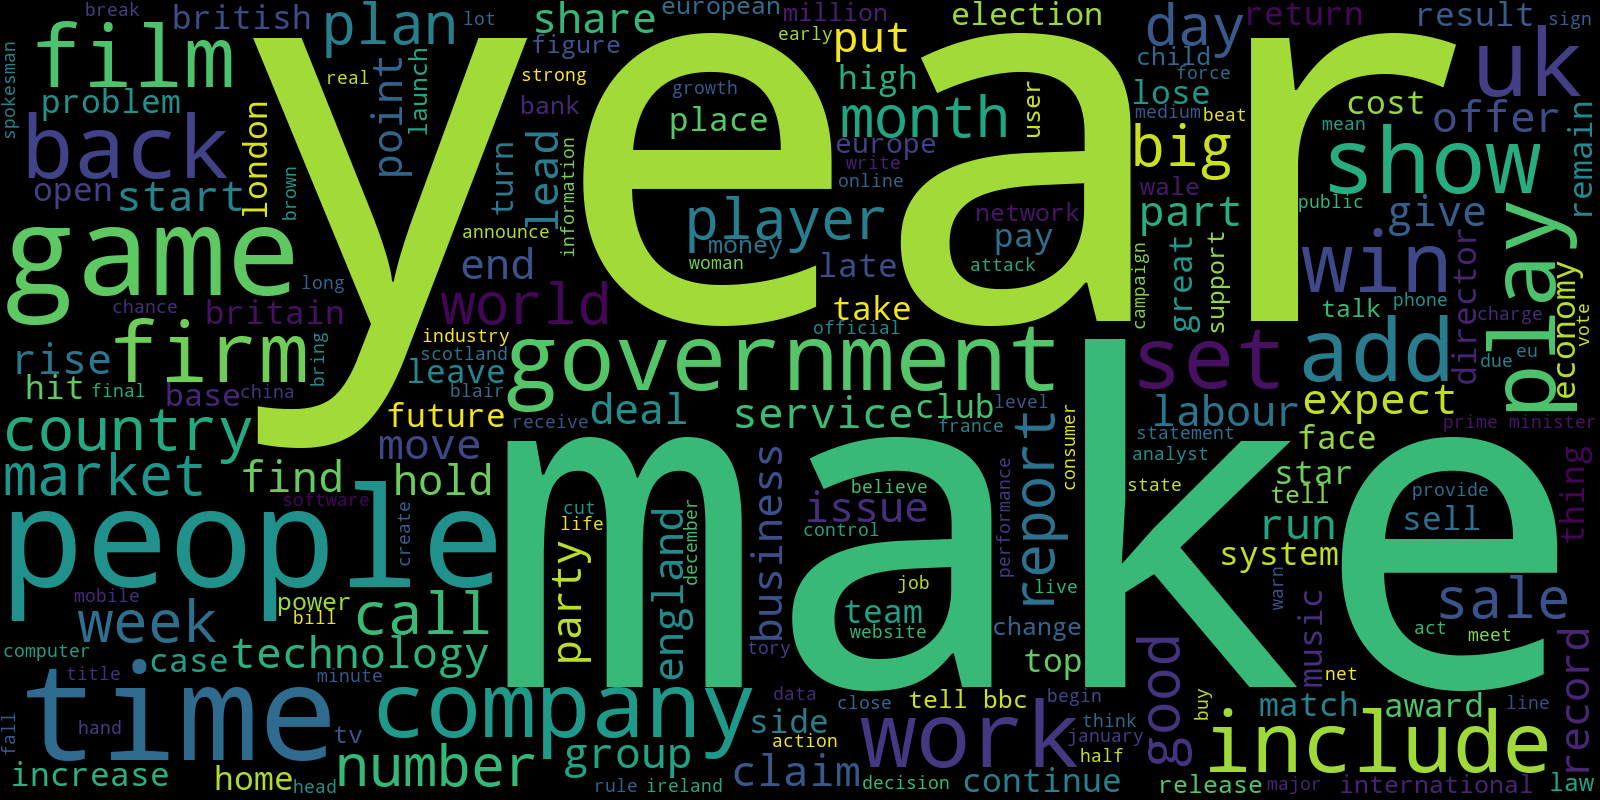 break
british
plan
lot
share
european
million
election
day
return
result
sign
film
year
figure
early
put
child
uk
spokesman
real
point
launch
strong
growth
high
user
force
problem
bank
place
month
lose
cost
offer
back
london
medium
beat
mean
remain
turn
lead
information
europe
big
show
open
start
brown
write
online
wale
public
player
network
part
give
game
announce
money
pay
great
support
win
director
play
long
end
woman
late
attack
campaign
talk
phone
economy
chance
britain
world
take
charge
vote
firm
bring
industry
official
government
set
add
rise
scotland
leave
due
eu
hit
final
base
china
blair
future
receive
deal
service
club
level
france
report
consumer
labour
expect
prime minister
country
move
statement
face
thing
market
find
hold
make
business
analyst
star
software
believe
performance
state
tell
provide
people
create
cut
life
party
england
december
issue
control
run
sell
system
mobile
power
bill
call
job
live
warn
sale
week
team
website
change
music
act
meet
computer
case
technology
tory
top
good
record
title
minute
time
company
data
close
tell bbc
begin
buy
net
match
award
line
fall
hand
tv
side
action
work
think
january
half
include
increase
home
head
number
group
rule
ireland
claim
decision
continue
release
major
international
law